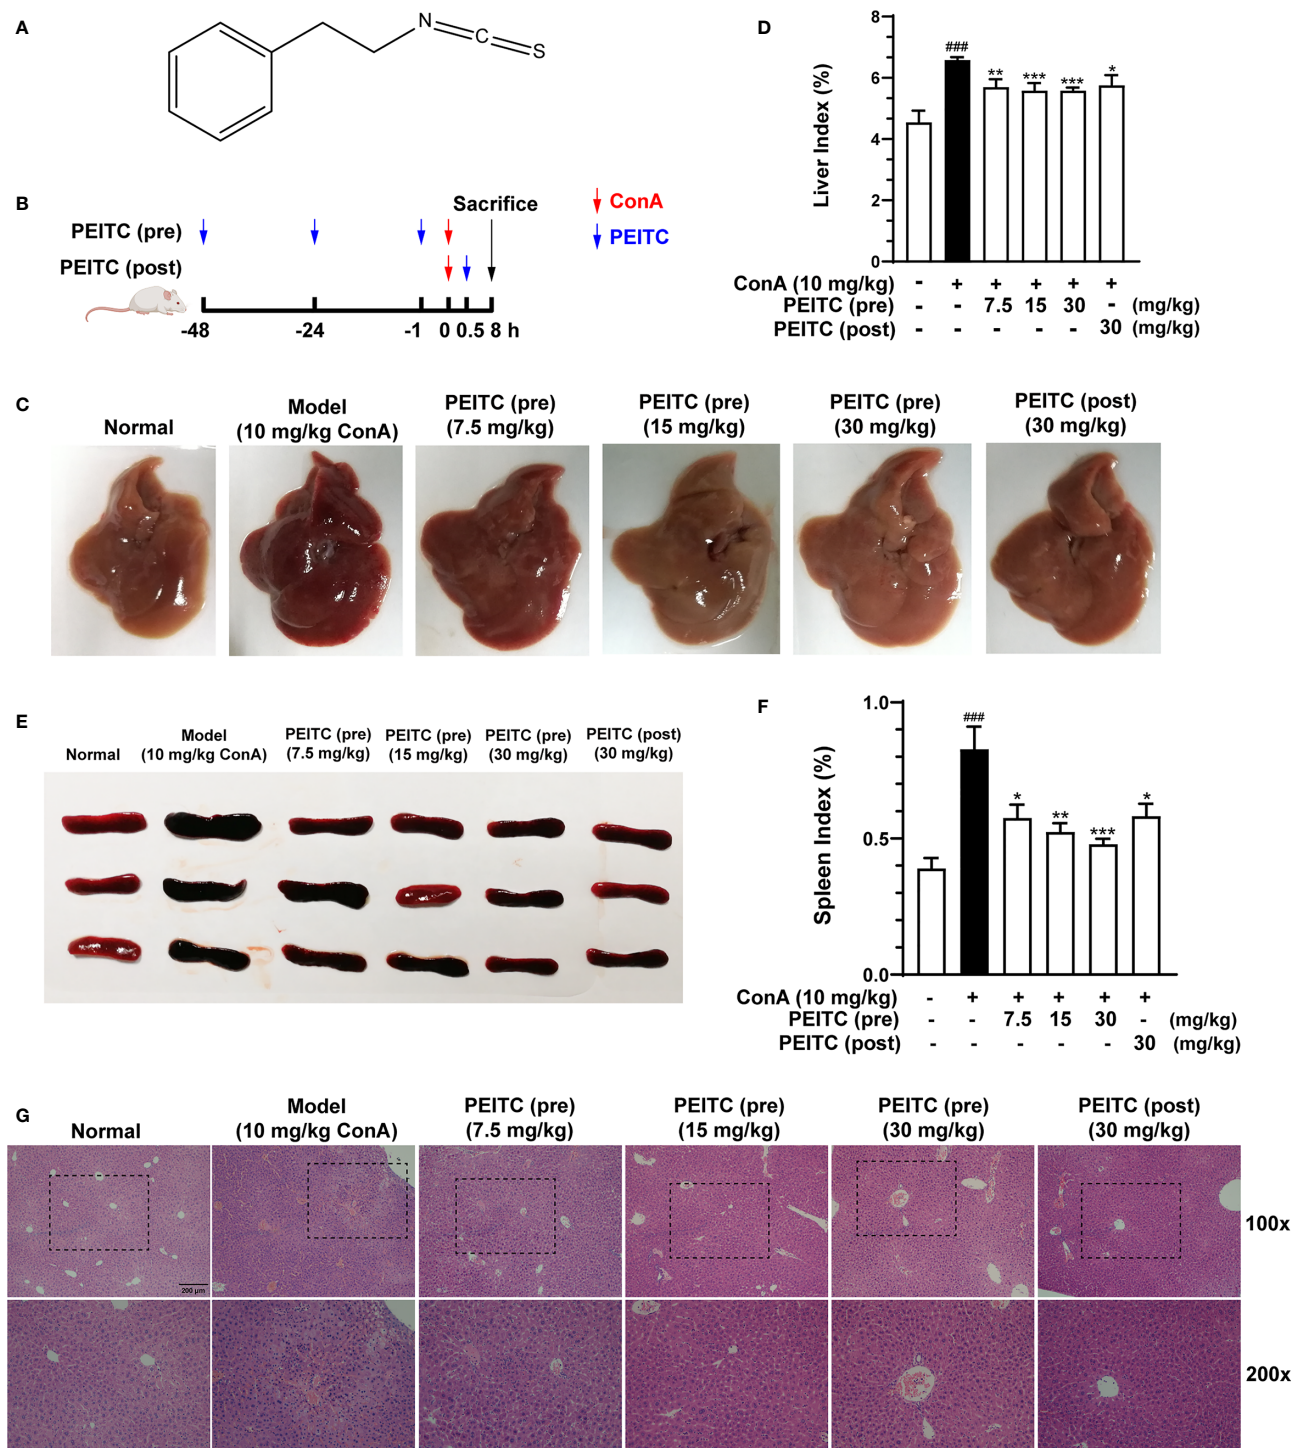 A
N
C
S
B
Sacrifice
ConA
PEITC (pre)
PEITC
PEITC (post)
-48 -24 -1 0 0.5 8 h
D
Liver Index (%)
8
6
4
2
0
###
**
***
***
*
ConA (10 mg/kg) - + + + + +
PEITC (pre) - - 7.5 15 30 - (mg/kg)
PEITC (post) - - - - - 30 (mg/kg)
C
Normal
Model
(10 mg/kg ConA)
PEITC (pre)
(7.5 mg/kg)
PEITC (pre)
(15 mg/kg)
PEITC (pre)
(30 mg/kg)
PEITC (post)
(30 mg/kg)
E
Normal
Model
(10 mg/kg ConA)
PEITC (pre)
(7.5 mg/kg)
PEITC (pre)
(15 mg/kg)
PEITC (pre)
(30 mg/kg)
PEITC (post)
(30 mg/kg)
F
Spleen Index (%)
1.0
0.5
0.0
###
*
**
***
*
ConA (10 mg/kg) - + + + + +
PEITC (pre) - - 7.5 15 30 - (mg/kg)
PEITC (post) - - - - - 30 (mg/kg)
G
Normal
Model
(10 mg/kg ConA)
PEITC (pre)
(7.5 mg/kg)
PEITC (pre)
(15 mg/kg)
PEITC (pre)
(30 mg/kg)
PEITC (post)
(30 mg/kg)
200 μm
100x
200x